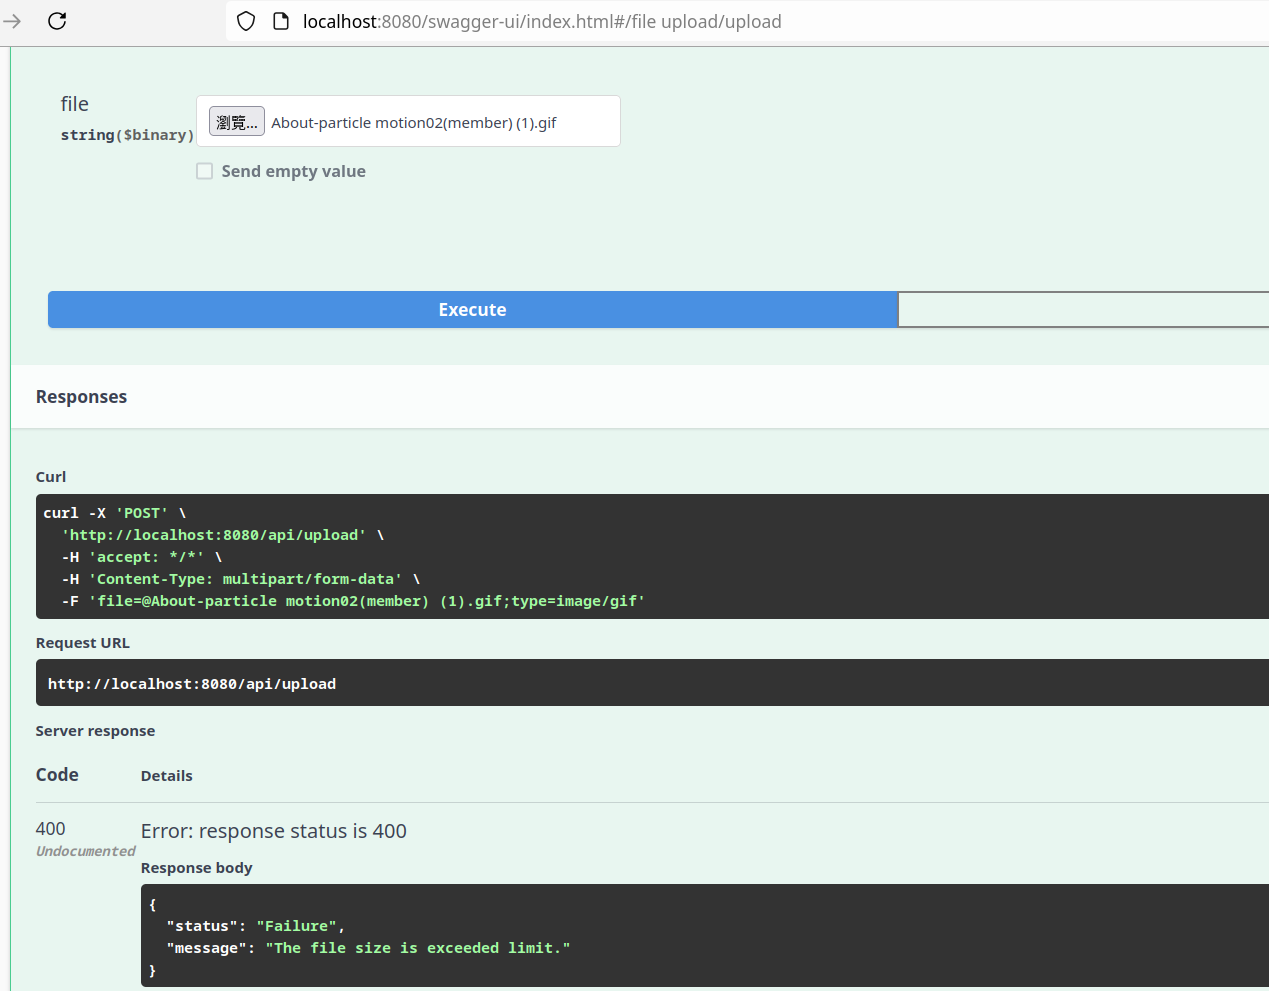 localhost:8080/swagger-ui/index.html#/file upload/upload
file
string($binary)
瀏覽... About-particle motion02(member) (1).gif
Send empty value
Execute
Responses
Curl
curl -X 'POST' \
'http://localhost:8080/api/upload' \
-H 'accept: */*' \
-H 'Content-Type: multipart/form-data' \
-F 'file=@About-particle motion02(member) (1).gif;type=image/gif'
Request URL
http://localhost:8080/api/upload
Server response
Code Details
400 Error: response status is 400
Undocumented
Response body
{
"status": "Failure",
"message": "The file size is exceeded limit."
}